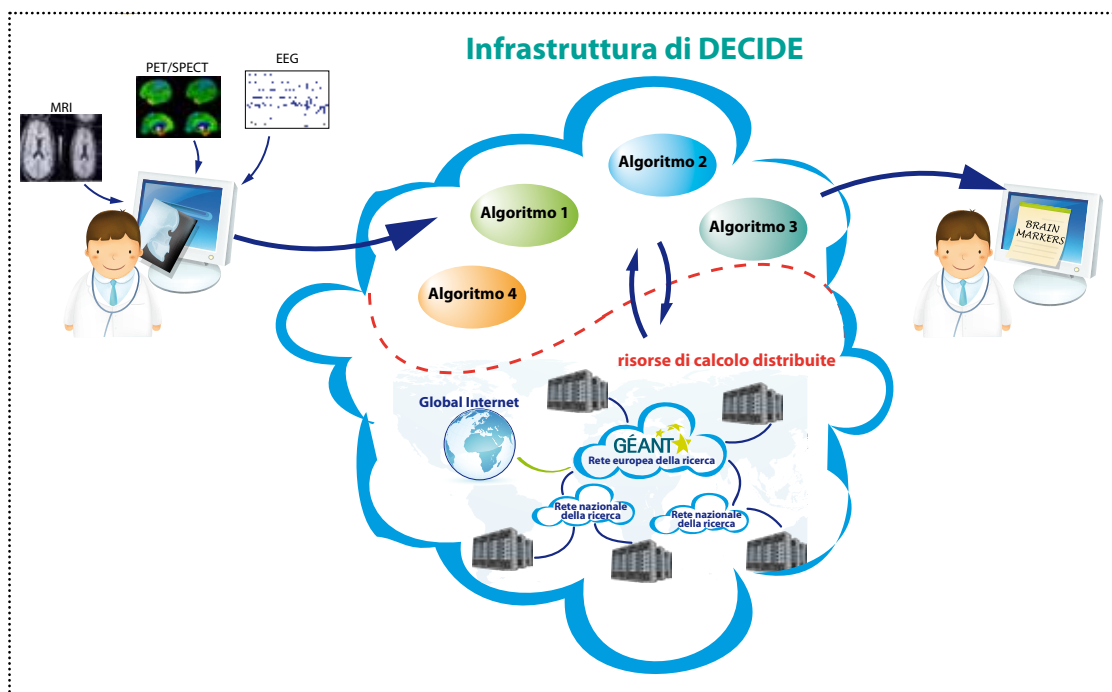 Infrastruttura di DECIDE
PET/SPECT
EEG
MRI
Algoritmo 2
Algoritmo 1
Algoritmo 3
BRAIN
MARKERS
Algoritmo 4
risorse di calcolo distribuite
Global Internet
GÉANT
Rete europea della ricerca
Rete nazionale
della ricerca
Rete nazionale
della ricerca